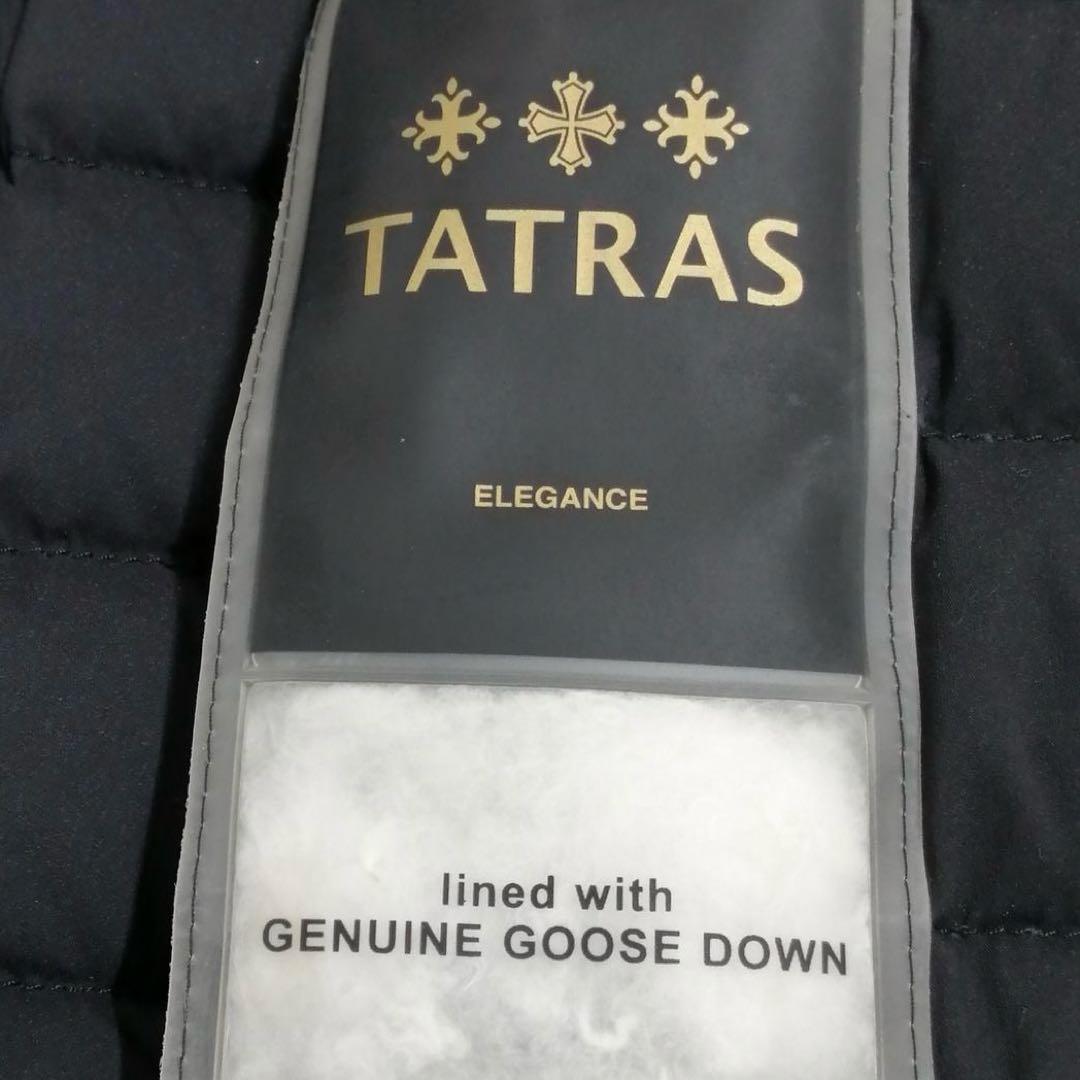 TATRAS
ELEGANCE
lined with
GENUINE GOOSE DOWN